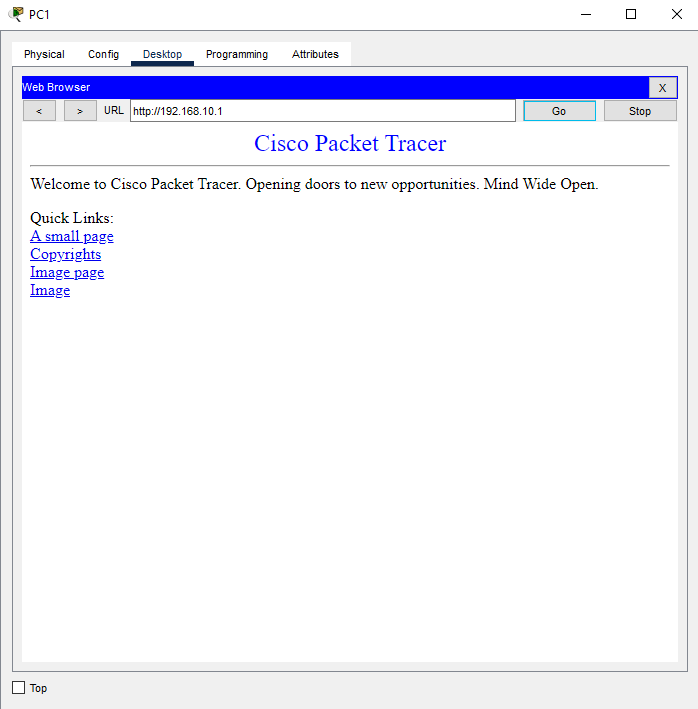 PC1
Physical Config Desktop Programming Attributes
Web Browser X
< > URL http://192.168.10.1 Go Stop
Cisco Packet Tracer
Welcome to Cisco Packet Tracer. Opening doors to new opportunities. Mind Wide Open.
Quick Links:
A small page
Copyrights
Image page
Image
Top